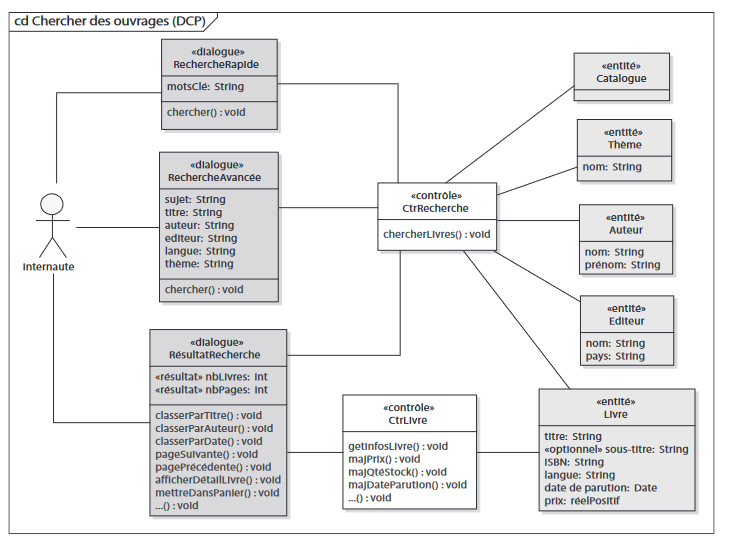 cd Chercher des ouvrages (DCP)
«dialogue»
RechercheRapide
motsClé: String
chercher() : void
«dialogue»
RechercheAvancée
sujet: String
titre: String
auteur: String
editeur: String
langue: String
thème: String
chercher() : void
Internaute
«dialogue»
RésultatRecherche
«résultat» nbLivres: Int
«résultat» nbPages: Int
classerParTitre() : void
classerParAuteur() : void
classerParDate() : void
pageSuivante() : void
pagePrécédente() : void
afficherDétailLivre() : void
mettreDansPanier() : void
...() : void
«contrôle»
CtrRecherche
chercherLivres() : void
«contrôle»
CtrLivre
getInfosLivre() : void
majPrix() : void
majQtéStock() : void
majDateParution() : void
...() : void
«entité»
Catalogue
«entité»
Thème
nom: String
«entité»
Auteur
nom: String
prénom: String
«entité»
Editeur
nom: String
pays: String
«entité»
Livre
titre: String
«optionnel» sous-titre: String
ISBN: String
langue: String
date de parution: Date
prix: réelPositif